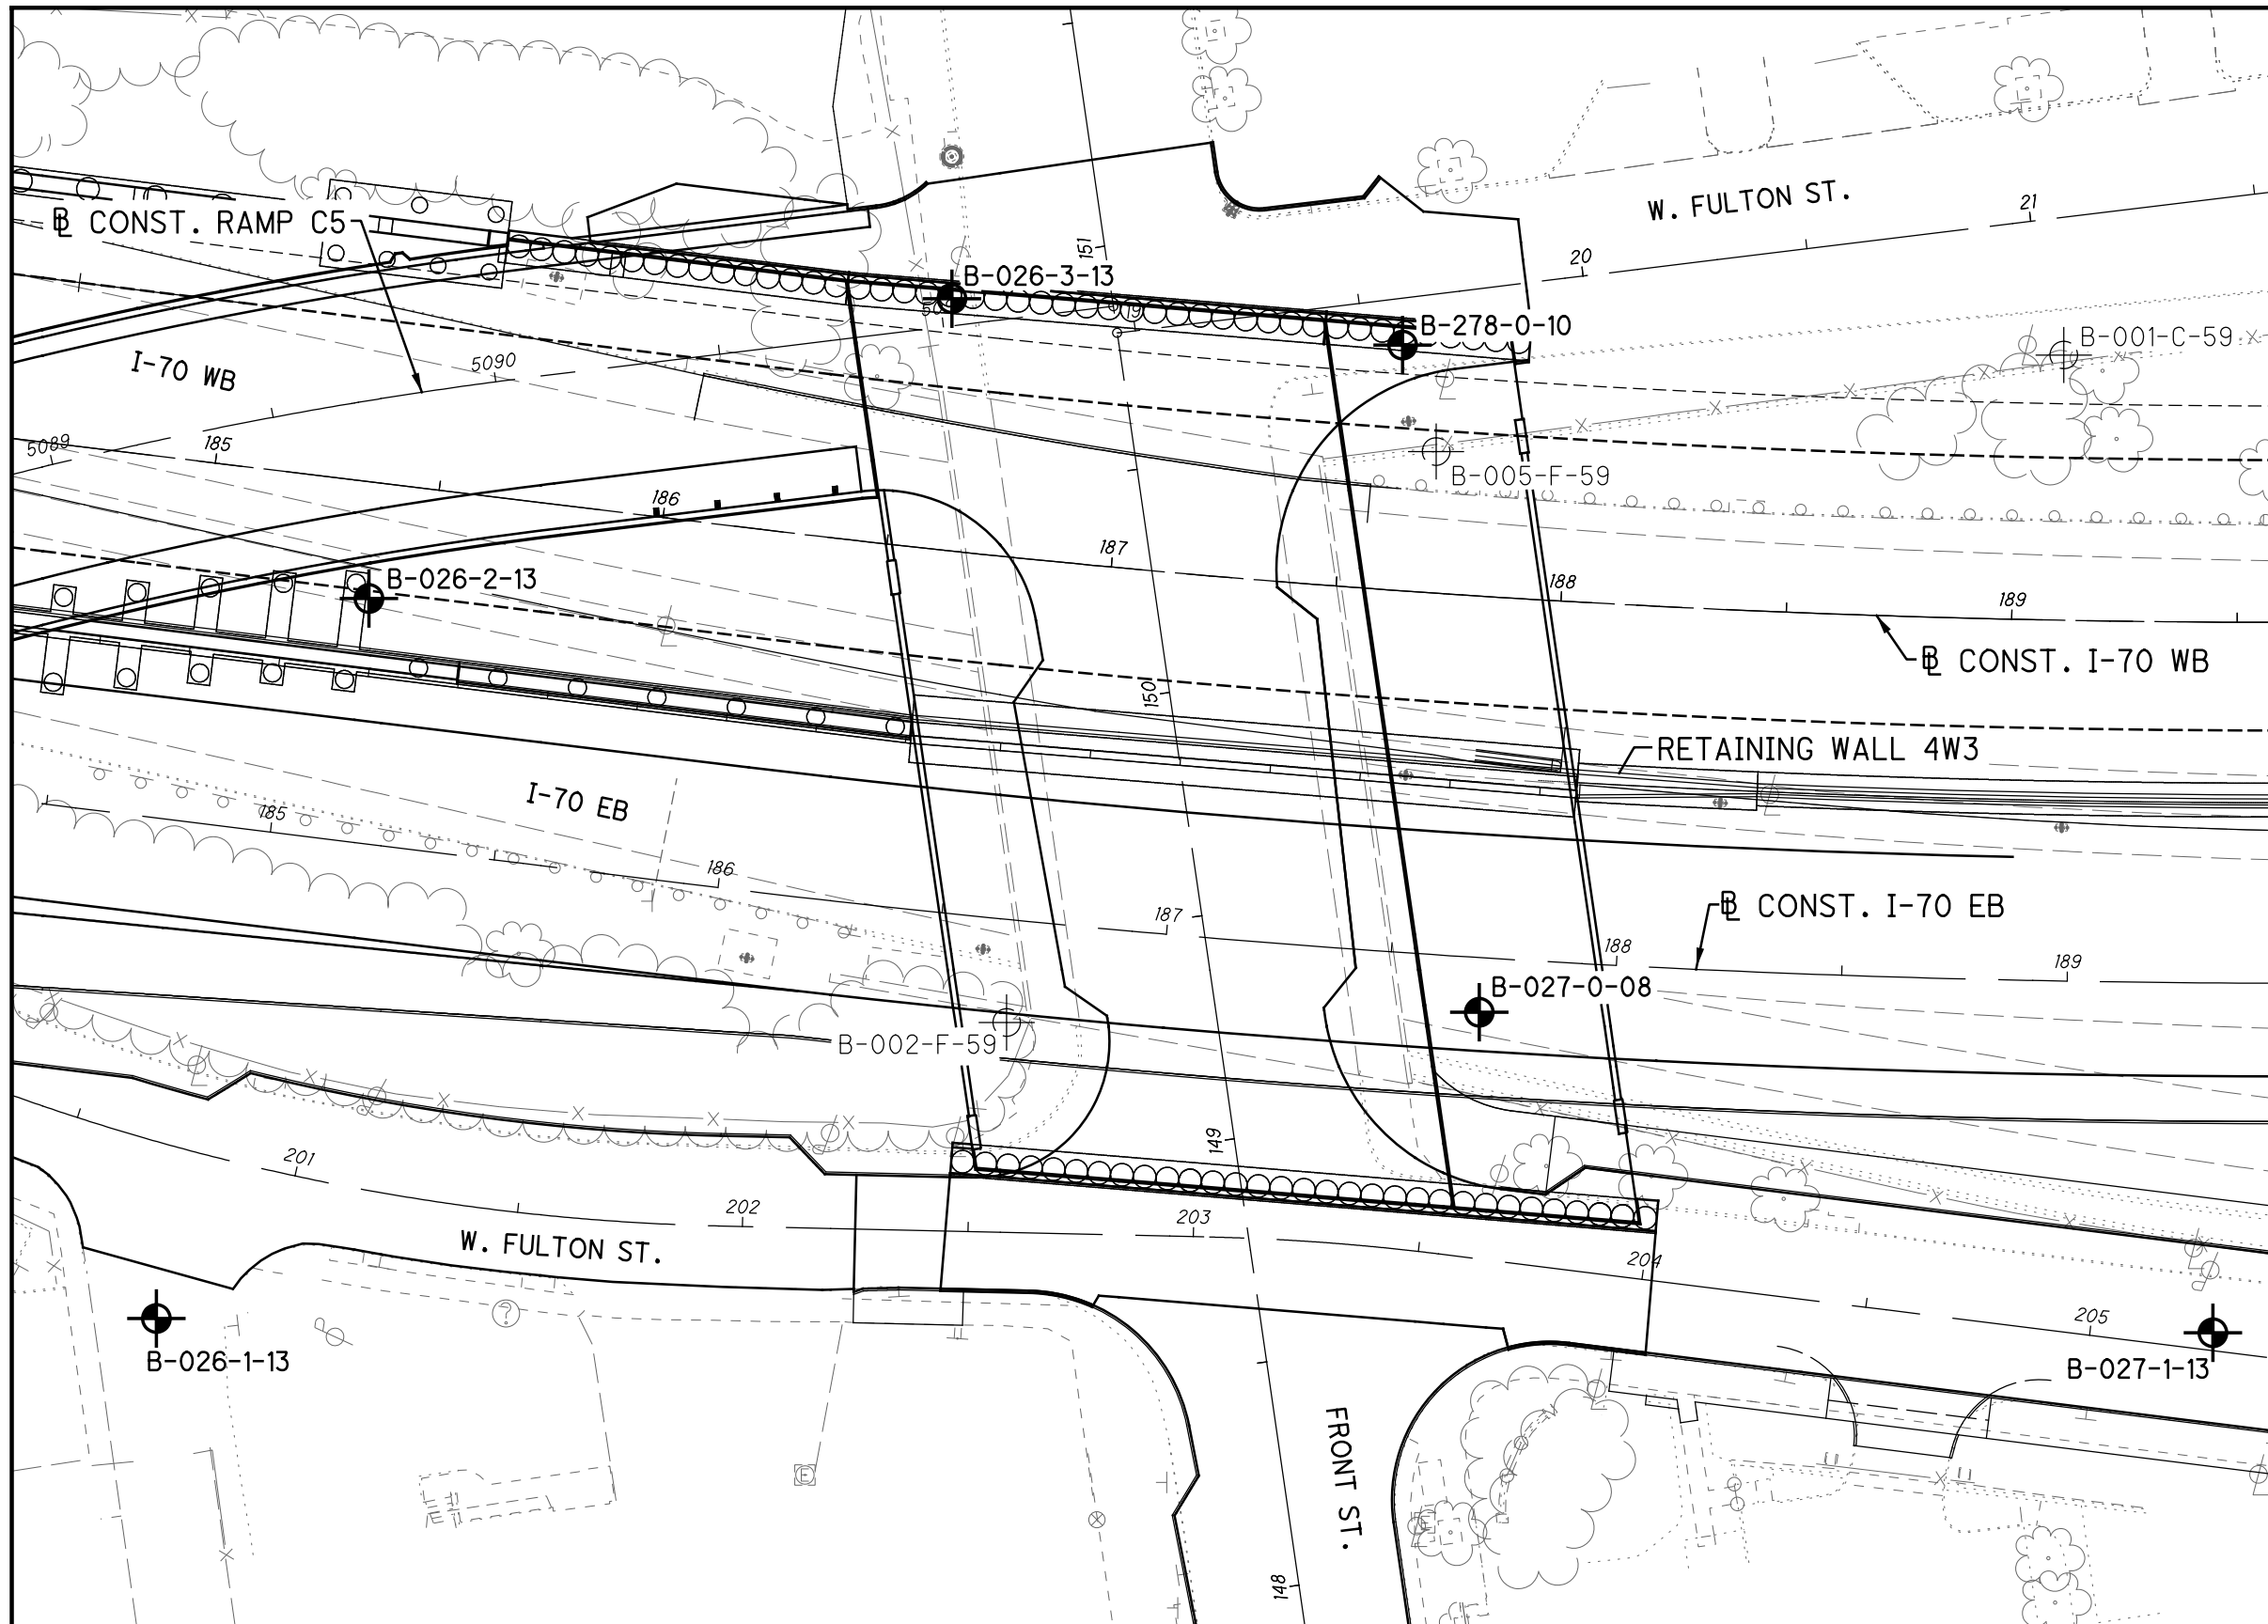 W. FULTON ST.
21
20
℄ CONST. RAMP C5
151
B-026-3-13
19
B-278-0-10
B-001-C-59
I-70 WB
5090
5089
185
186
B-005-F-59
187
188
189
B-026-2-13
℄ CONST. I-70 WB
150
RETAINING WALL 4W3
I-70 EB
185
186
187
℄ CONST. I-70 EB
188
189
B-027-0-08
B-002-F-59
149
201
202
203
204
205
W. FULTON ST.
B-026-1-13
B-027-1-13
?
E
FRONT ST.
148